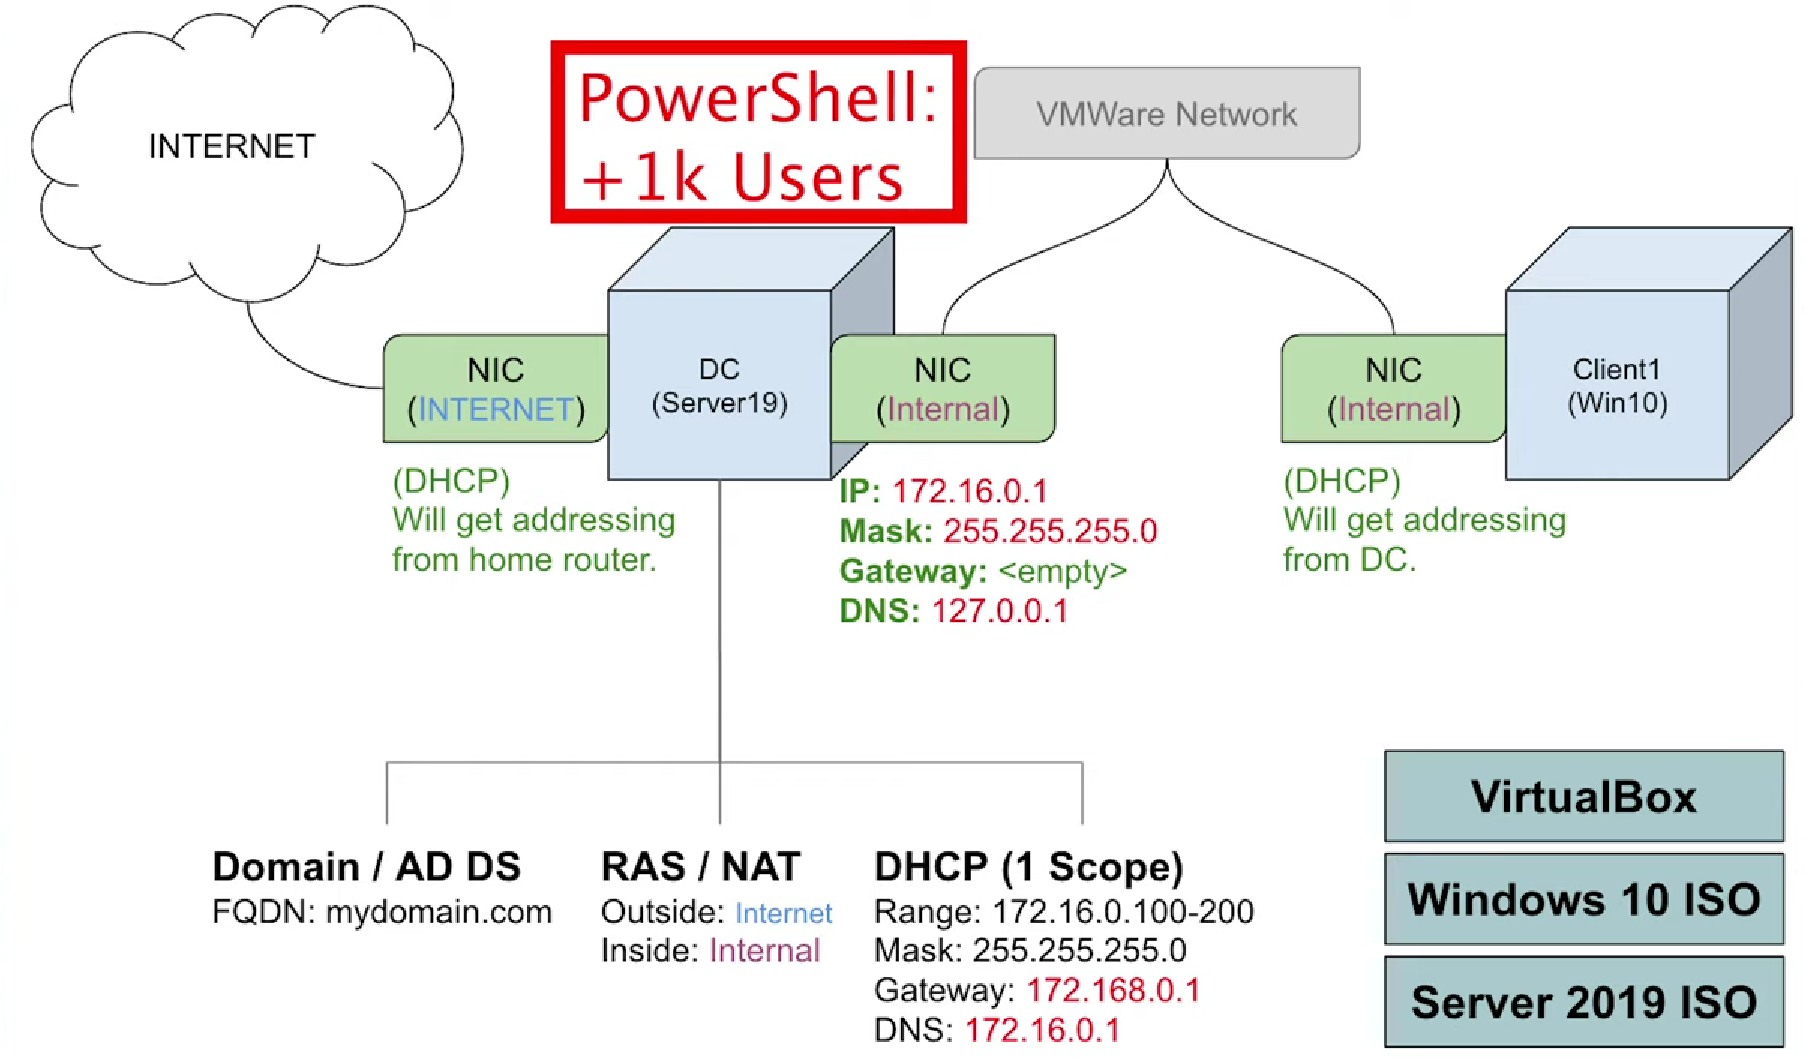 INTERNET
PowerShell:
+1k Users
VMWare Network
NIC
(INTERNET)
DC
(Server19)
NIC
(Internal)
NIC
(Internal)
Client1
(Win10)
(DHCP)
Will get addressing
from home router.
IP: 172.16.0.1
Mask: 255.255.255.0
Gateway: <empty>
DNS: 127.0.0.1
(DHCP)
Will get addressing
from DC.
Domain / AD DS
FQDN: mydomain.com
RAS / NAT
Outside: Internet
Inside: Internal
DHCP (1 Scope)
Range: 172.16.0.100-200
Mask: 255.255.255.0
Gateway: 172.168.0.1
DNS: 172.16.0.1
VirtualBox
Windows 10 ISO
Server 2019 ISO